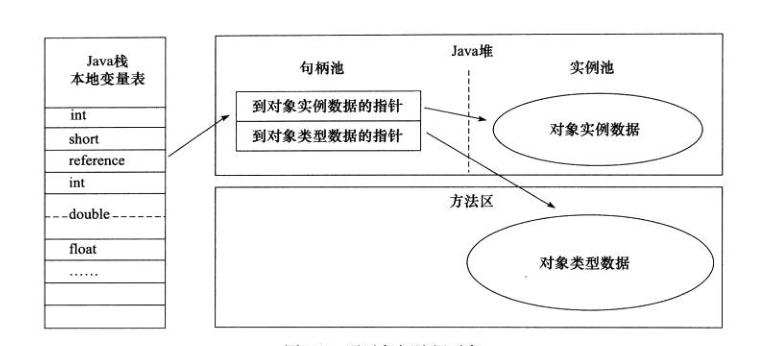 Java栈
本地变量表
int
short
reference
int
double
float
……
Java堆
句柄池
实例池
到对象实例数据的指针
到对象类型数据的指针
对象实例数据
方法区
对象类型数据